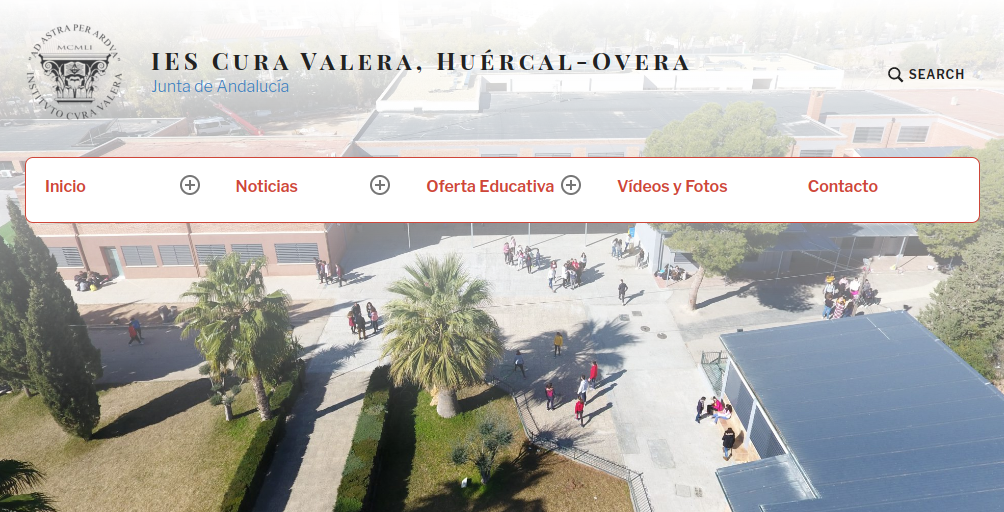 AD ASTRA PER ARDVA
MCMLI
INSTITVTO CVRA VALERA
IES Cura Valera, Huércal-Overa
Junta de Andalucía
SEARCH
Inicio
Noticias
Oferta Educativa
Vídeos y Fotos
Contacto